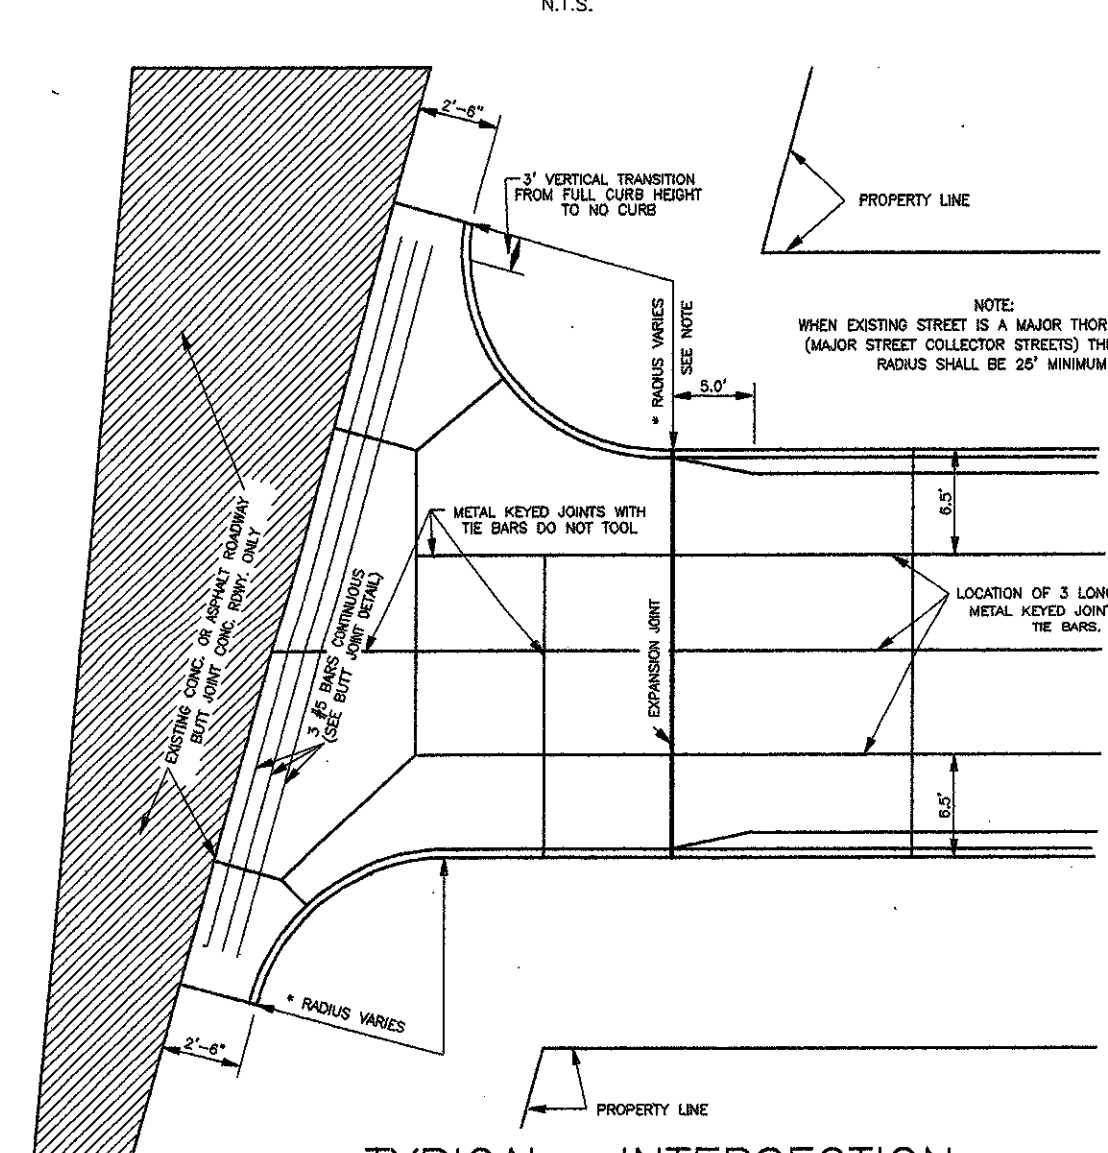 N.T.S.
2'-6"
3' VERTICAL TRANSITION
FROM FULL CURB HEIGHT
TO NO CURB
PROPERTY LINE
NOTE:
WHEN EXISTING STREET IS A MAJOR THOR
(MAJOR STREET COLLECTOR STREETS) TH
RADIUS SHALL BE 25' MINIMUM
* RADIUS VARIES
SEE NOTE
5.0'
6.5'
METAL KEYED JOINTS WITH
TIE BARS DO NOT TOOL
EXISTING CONC. OR ASPHALT ROADWAY
BUTT JOINT CONC. RDWY. ONLY
3 #5 BARS CONTINUOUS
(SEE BUTT JOINT DETAIL)
EXPANSION JOINT
LOCATION OF 3 LON
METAL KEYED JOIN
TIE BARS.
6.5'
* RADIUS VARIES
2'-6"
PROPERTY LINE
TYPICAL INTERSECTION